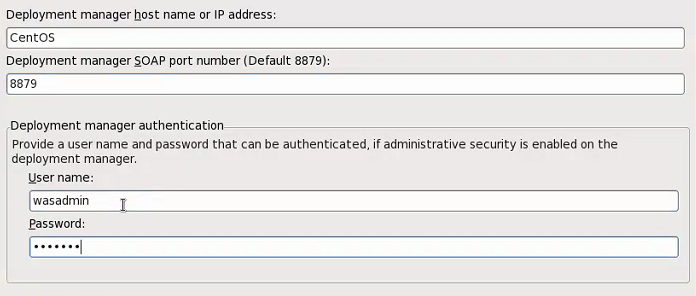 Deployment manager host name or IP address:
CentOS
Deployment manager SOAP port number (Default 8879):
8879
Deployment manager authentication
Provide a user name and password that can be authenticated, if administrative security is enabled on the
deployment manager.
User name:
wasadmin
Password:
•••••••